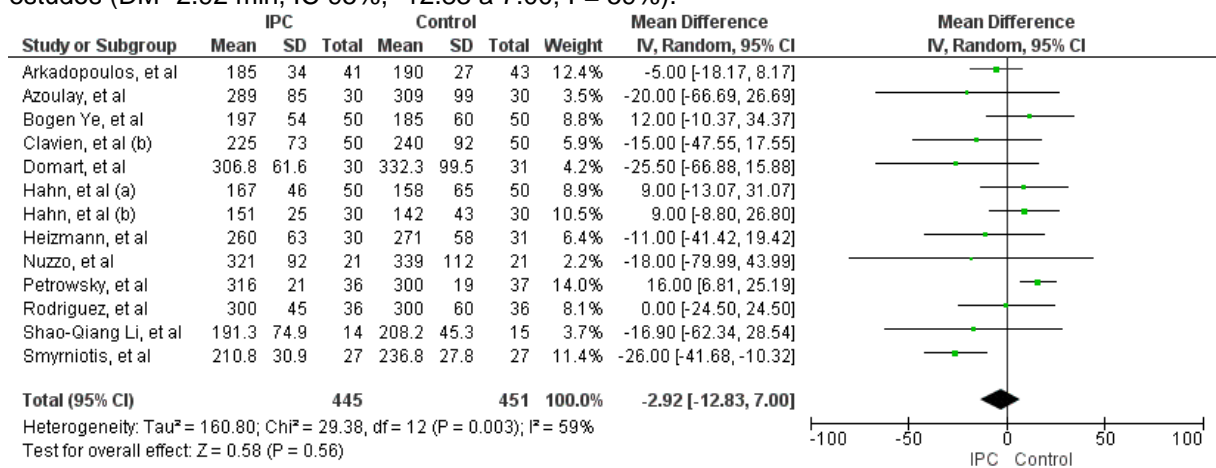 IPC Control Mean Difference Mean Difference
Study or Subgroup Mean SD Total Mean SD Total Weight IV, Random, 95% CI IV, Random, 95% CI
Arkadopoulos, et al 185 34 41 190 27 43 12.4% -5.00 [-18.17, 8.17]
Azoulay, et al 289 85 30 309 99 30 3.5% -20.00 [-66.69, 26.69]
Bogen Ye, et al 197 54 50 185 60 50 8.8% 12.00 [-10.37, 34.37]
Clavien, et al (b) 225 73 50 240 92 50 5.9% -15.00 [-47.55, 17.55]
Domart, et al 306.8 61.6 30 332.3 99.5 31 4.2% -25.50 [-66.88, 15.88]
Hahn, et al (a) 167 46 50 158 65 50 8.9% 9.00 [-13.07, 31.07]
Hahn, et al (b) 151 25 30 142 43 30 10.5% 9.00 [-8.80, 26.80]
Heizmann, et al 260 63 30 271 58 31 6.4% -11.00 [-41.42, 19.42]
Nuzzo, et al 321 92 21 339 112 21 2.2% -18.00 [-79.99, 43.99]
Petrowsky, et al 316 21 36 300 19 37 14.0% 16.00 [6.81, 25.19]
Rodriguez, et al 300 45 36 300 60 36 8.1% 0.00 [-24.50, 24.50]
Shao-Qiang Li, et al 191.3 74.9 14 208.2 45.3 15 3.7% -16.90 [-62.34, 28.54]
Smyrniotis, et al 210.8 30.9 27 236.8 27.8 27 11.4% -26.00 [-41.68, -10.32]
Total (95% CI) 445 451 100.0% -2.92 [-12.83, 7.00]
Heterogeneity: Tau² = 160.80; Chi² = 29.38, df = 12 (P = 0.003); I² = 59%
Test for overall effect: Z = 0.58 (P = 0.56)
-100 -50 0 50 100
IPC Control